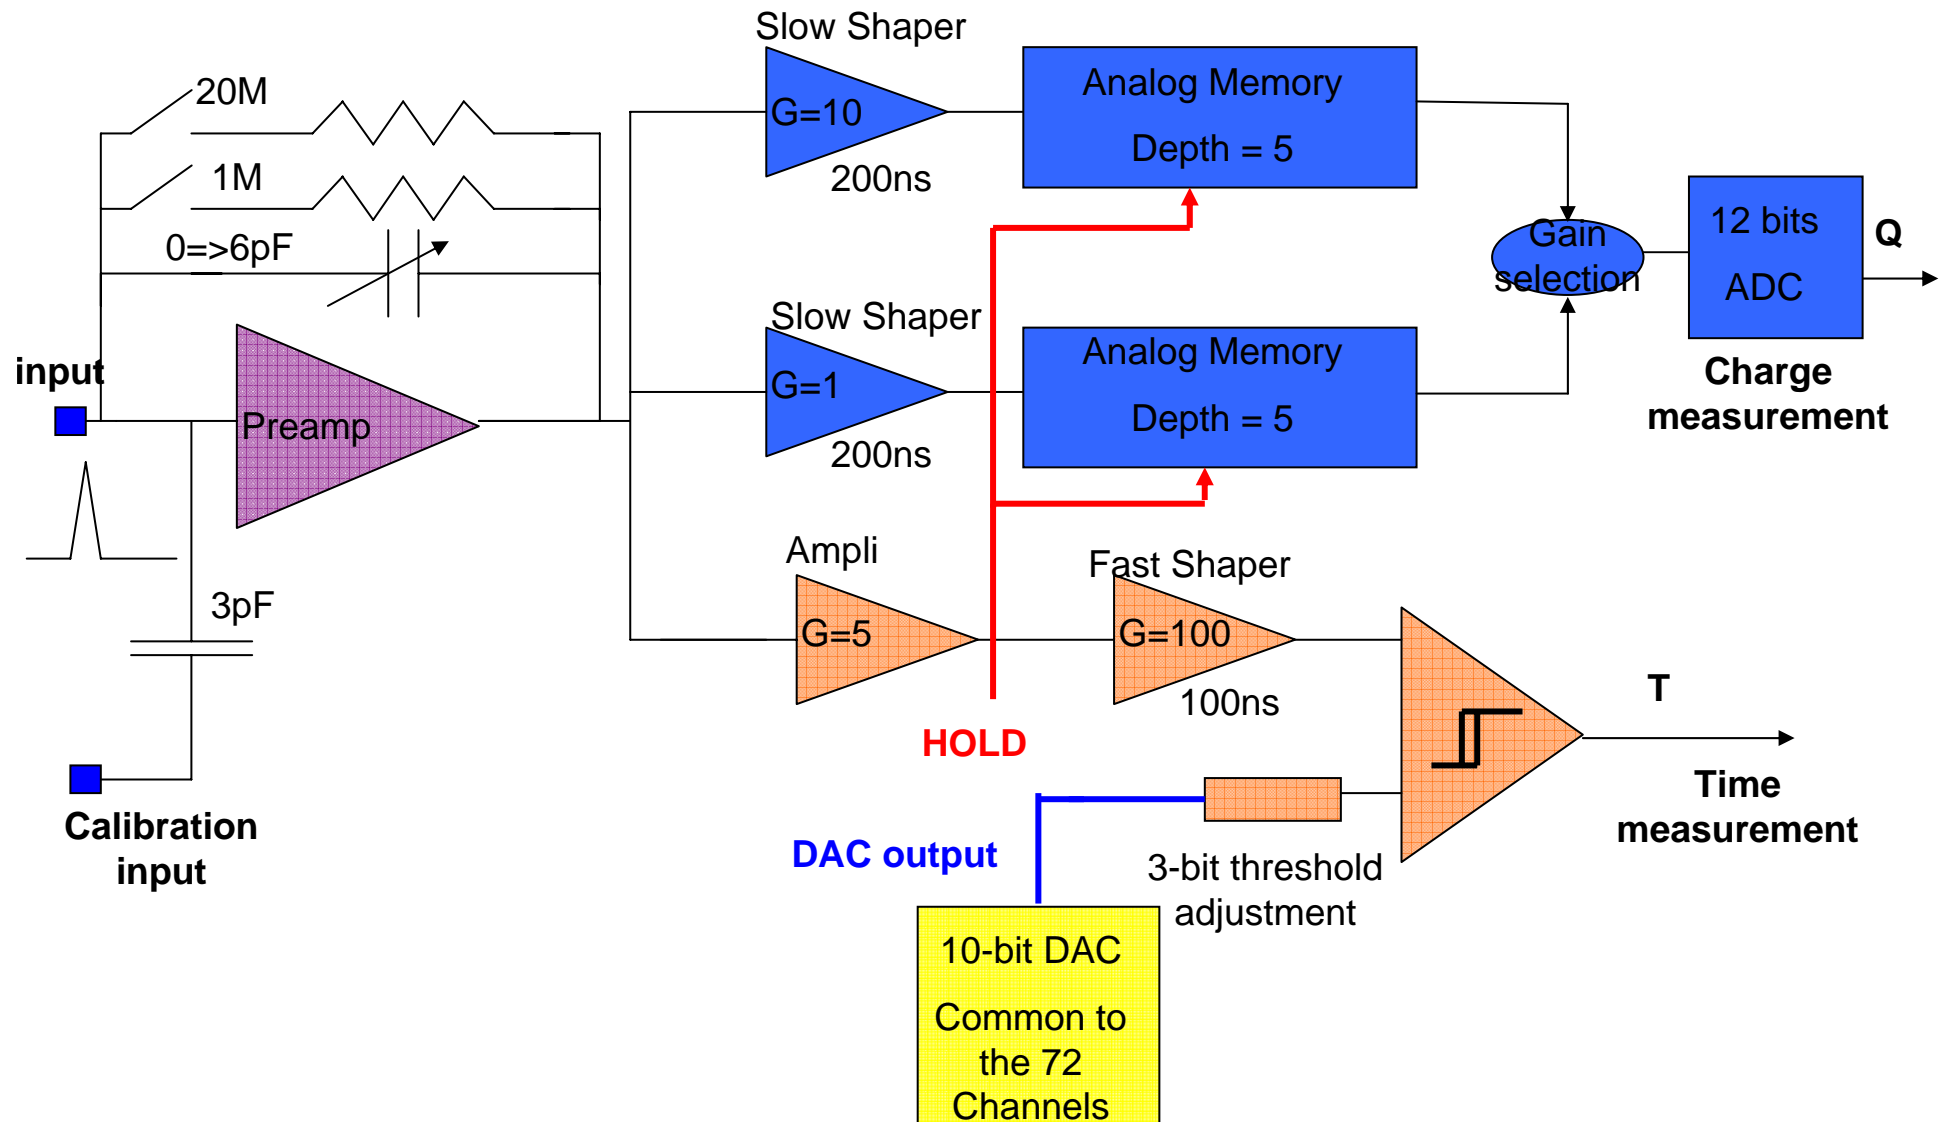 Slow Shaper
20M
G=10
200ns
Analog Memory
Depth = 5
1M
0=>6pF
Gain
selection
12 bits
ADC
Q
Charge
measurement
Slow Shaper
G=1
200ns
Analog Memory
Depth = 5
input
Preamp
3pF
Calibration
input
Ampli
G=5
Fast Shaper
G=100
100ns
HOLD
T
Time
measurement
DAC output
3-bit threshold
adjustment
10-bit DAC
Common to
the 72
Channels